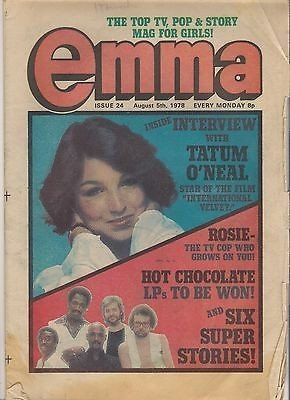 THE TOP TV, POP & STORY
MAG FOR GIRLS!
emma
ISSUE 24 August 5th, 1978 EVERY MONDAY 8p
INSIDE INTERVIEW
WITH
TATUM
O'NEAL
STAR OF THE FILM
"INTERNATIONAL
VELVET."
ROSIE-
THE TV COP WHO
GROWS ON YOU!
HOT CHOCOLATE
LPs TO BE WON!
AND SIX
SUPER
STORIES!